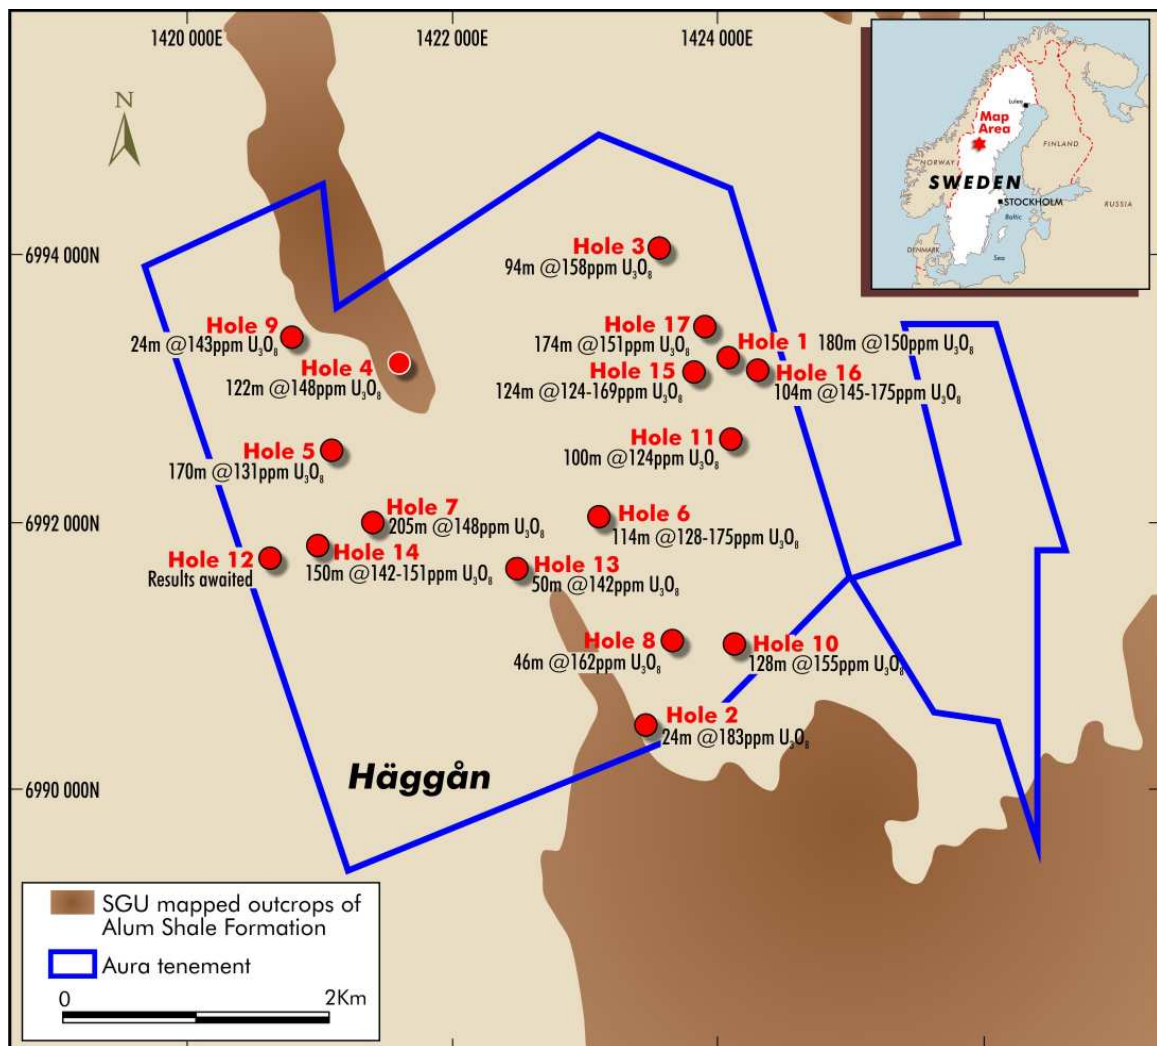 1420 000E
1422 000E
1424 000E
N
6994 000N
6992 000N
6990 000N
Lulea
Map
Area
NORWAY
FINLAND
SWEDEN
STOCKHOLM
RUSSIA
Baltic
DENMARK
Sea
Hole 3
94m @158ppm U₃O₈
Hole 9
24m @143ppm U₃O₈
Hole 17
174m @151ppm U₃O₈
Hole 1
180m @150ppm U₃O₈
Hole 4
122m @148ppm U₃O₈
Hole 15
124m @124-169ppm U₃O₈
Hole 16
104m @145-175ppm U₃O₈
Hole 5
170m @131ppm U₃O₈
Hole 11
100m @124ppm U₃O₈
Hole 7
205m @148ppm U₃O₈
Hole 6
114m @128-175ppm U₃O₈
Hole 12
Results awaited
Hole 14
150m @142-151ppm U₃O₈
Hole 13
50m @142ppm U₃O₈
Hole 8
46m @162ppm U₃O₈
Hole 10
128m @155ppm U₃O₈
Hole 2
24m @183ppm U₃O₈
Häggån
SGU mapped outcrops of
Alum Shale Formation
Aura tenement
0
2Km